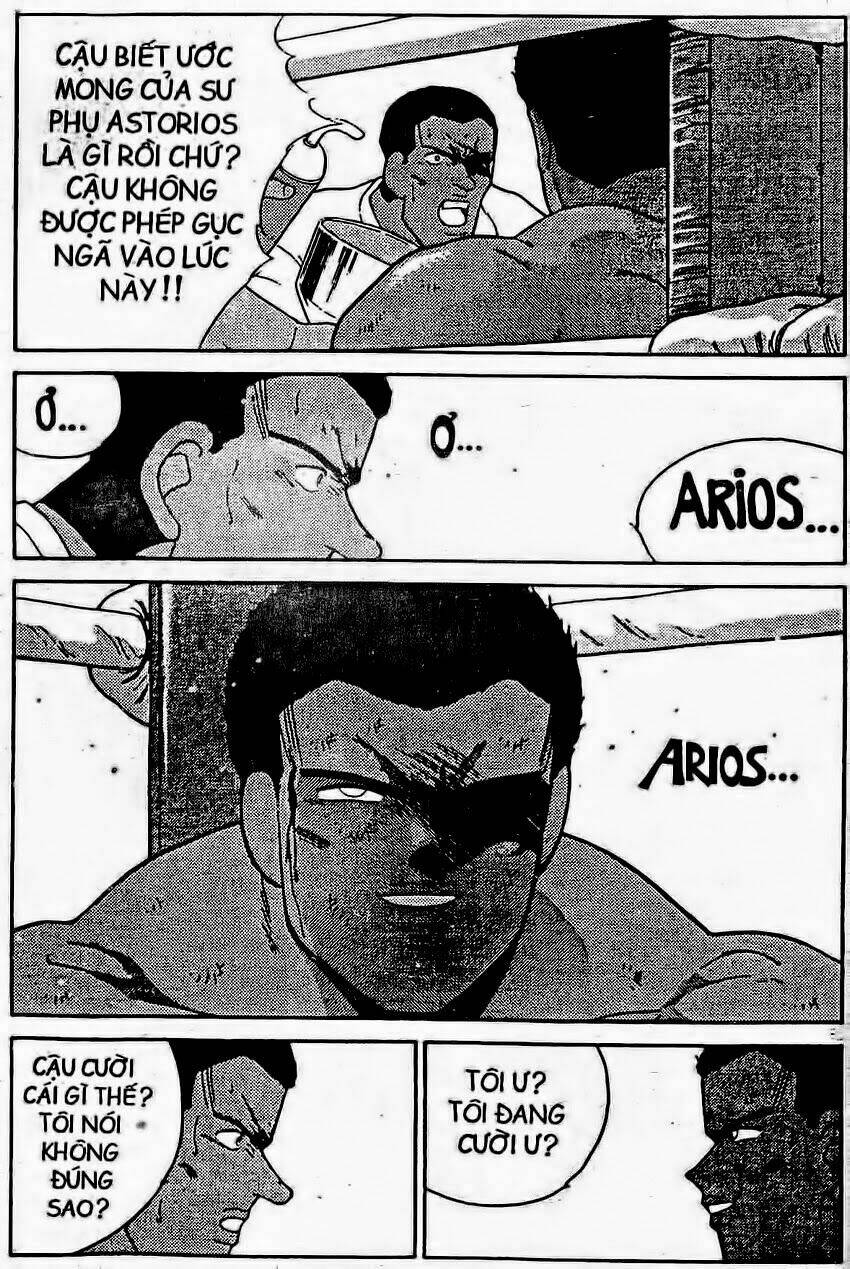 CẬU BIẾT ƯỚC
MONG CỦA SƯ
PHỤ ASTORIOS
LÀ GÌ RỒI CHỨ?
CẬU KHÔNG
ĐƯỢC PHÉP GỤC
NGÃ VÀO LÚC
NÀY!!
Ơ...
Ơ...
ARIOS...
ARIOS...
CẬU CƯỜI
CÁI GÌ THẾ?
TÔI NÓI
KHÔNG
ĐÚNG
SAO?
TÔI Ư?
TÔI ĐANG
CƯỜI Ư?